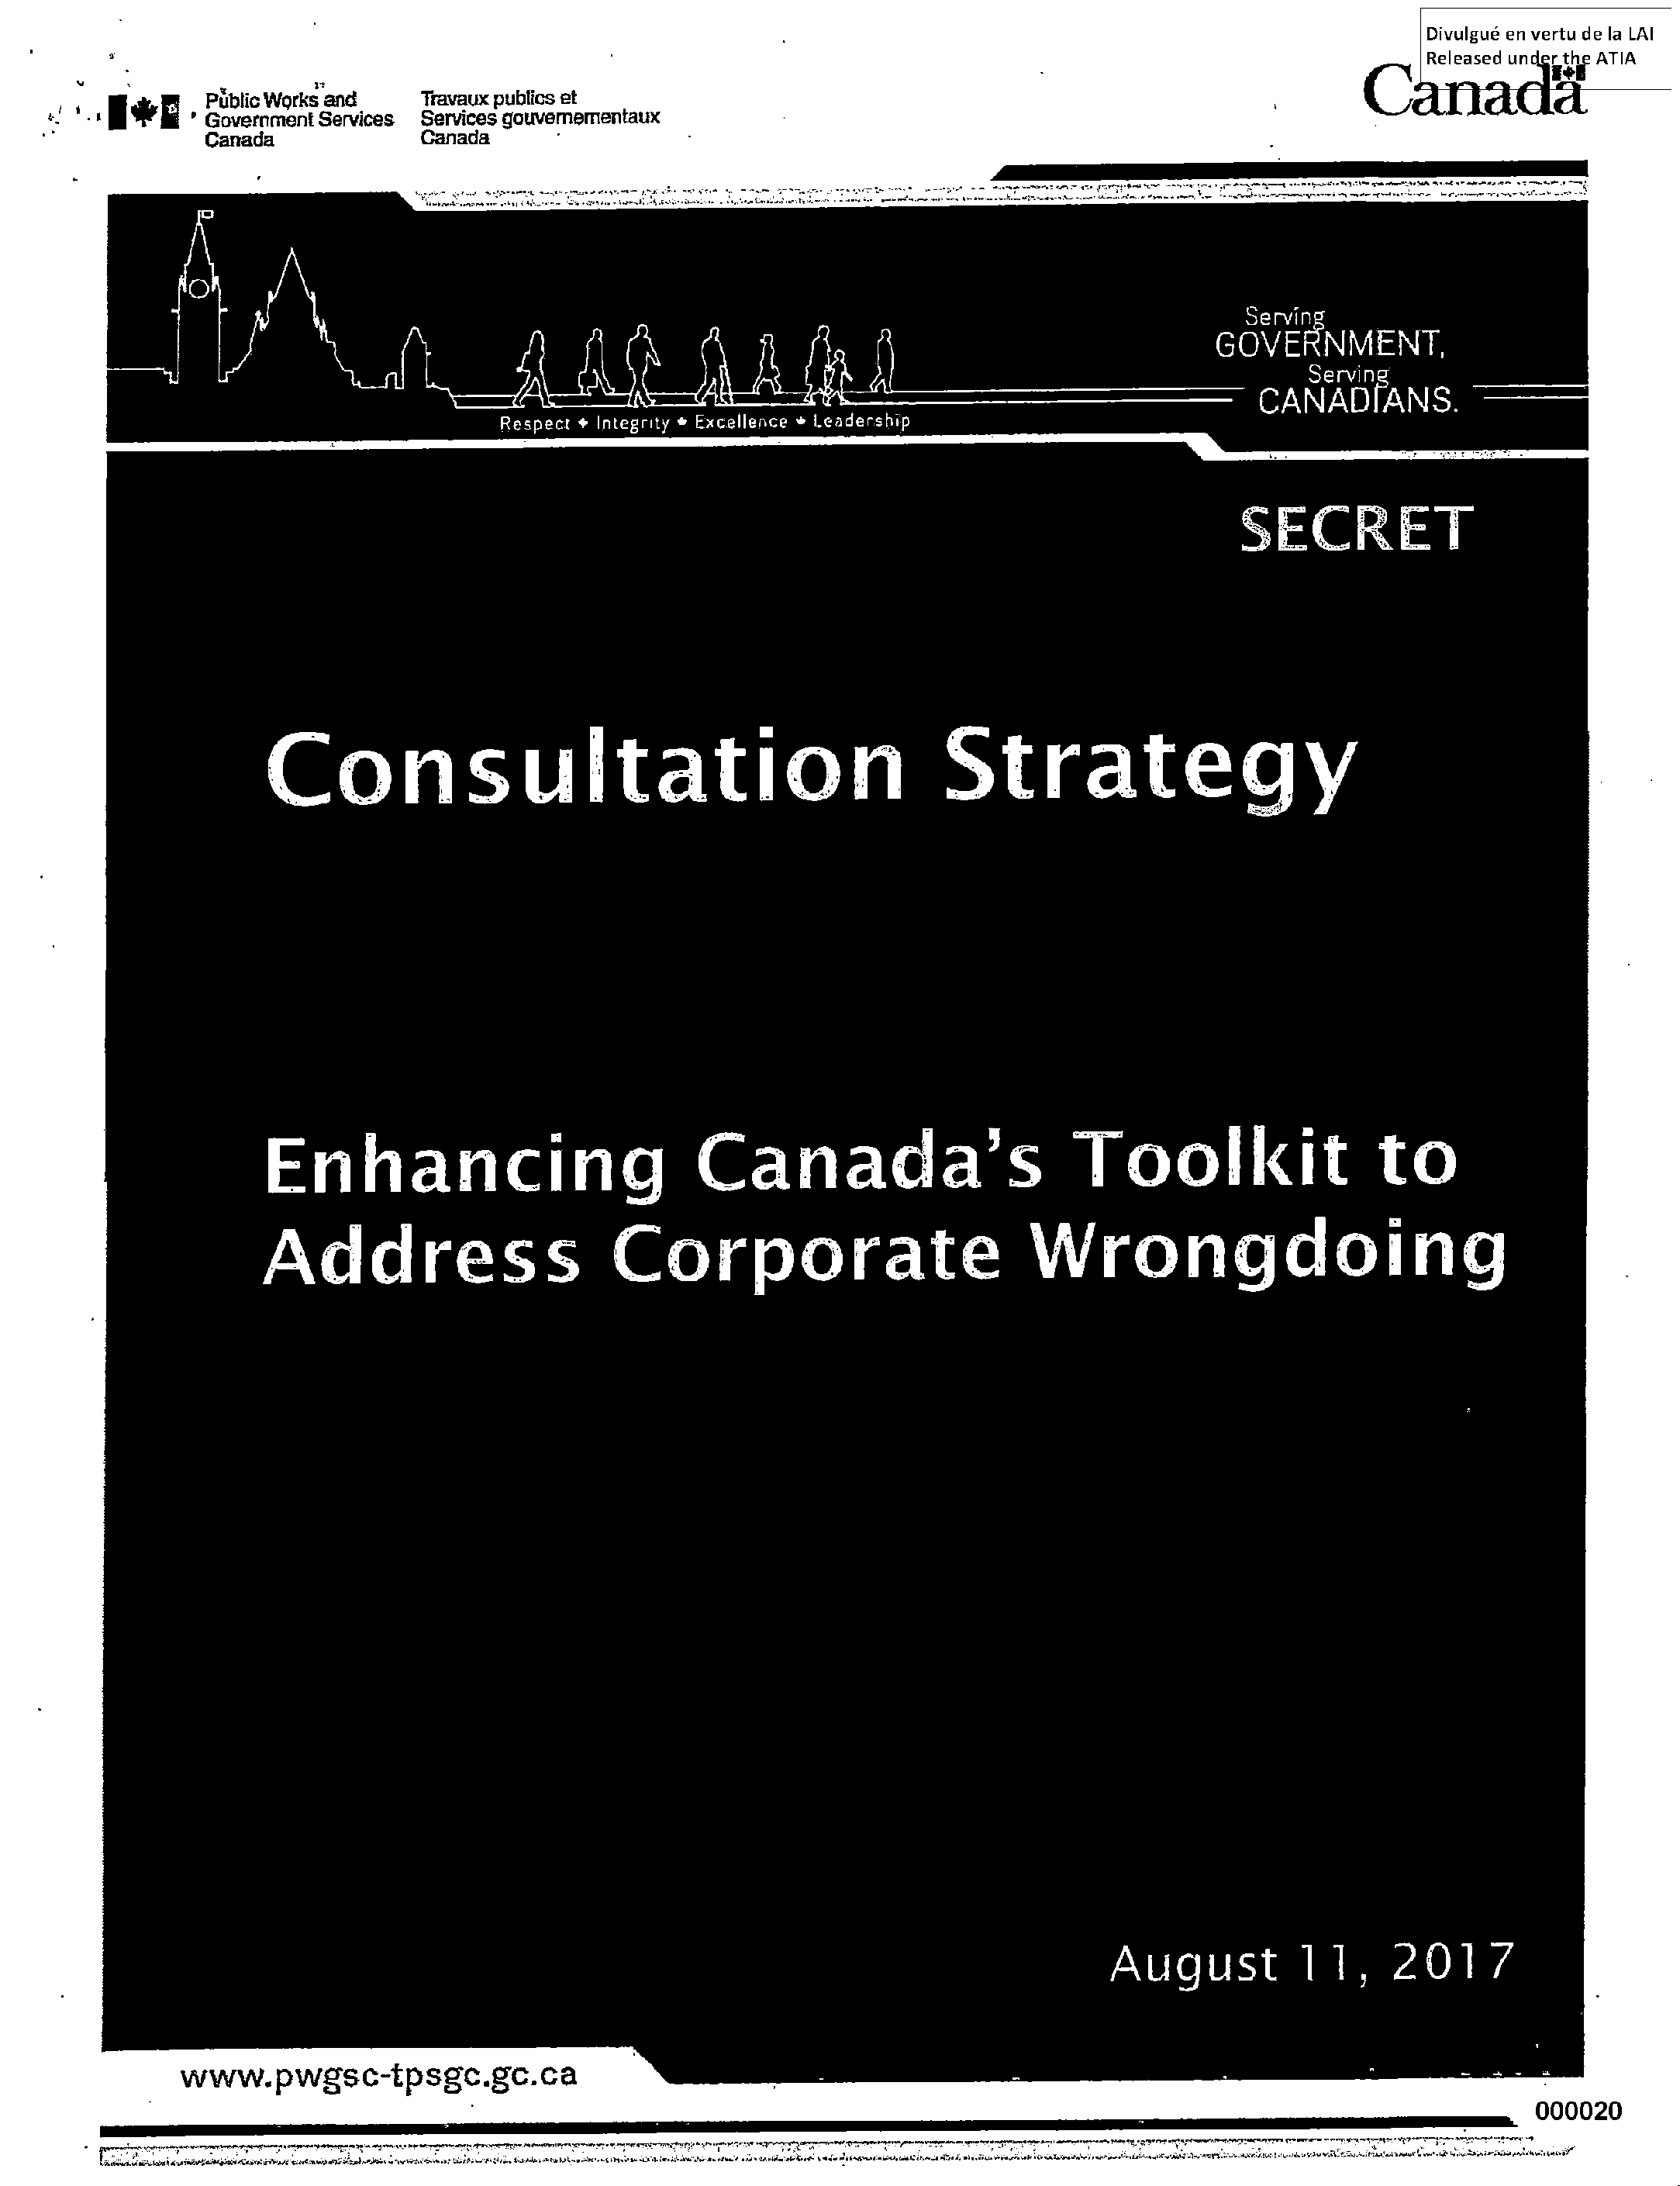 Divulgué en vertu de la LAI
Released under the ATIA
Public Works and
Government Services
Canada
Travaux publics et
Services gouvernementaux
Canada
Canada
Serving
GOVERNMENT,
Serving
CANADIANS.
Respect Integrity Excellence Leadership
SECRET
Consultation Strategy
Enhancing Canada's Toolkit to
Address Corporate Wrongdoing
August 11, 2017
www.pwgsc-tpsgc.gc.ca
000020